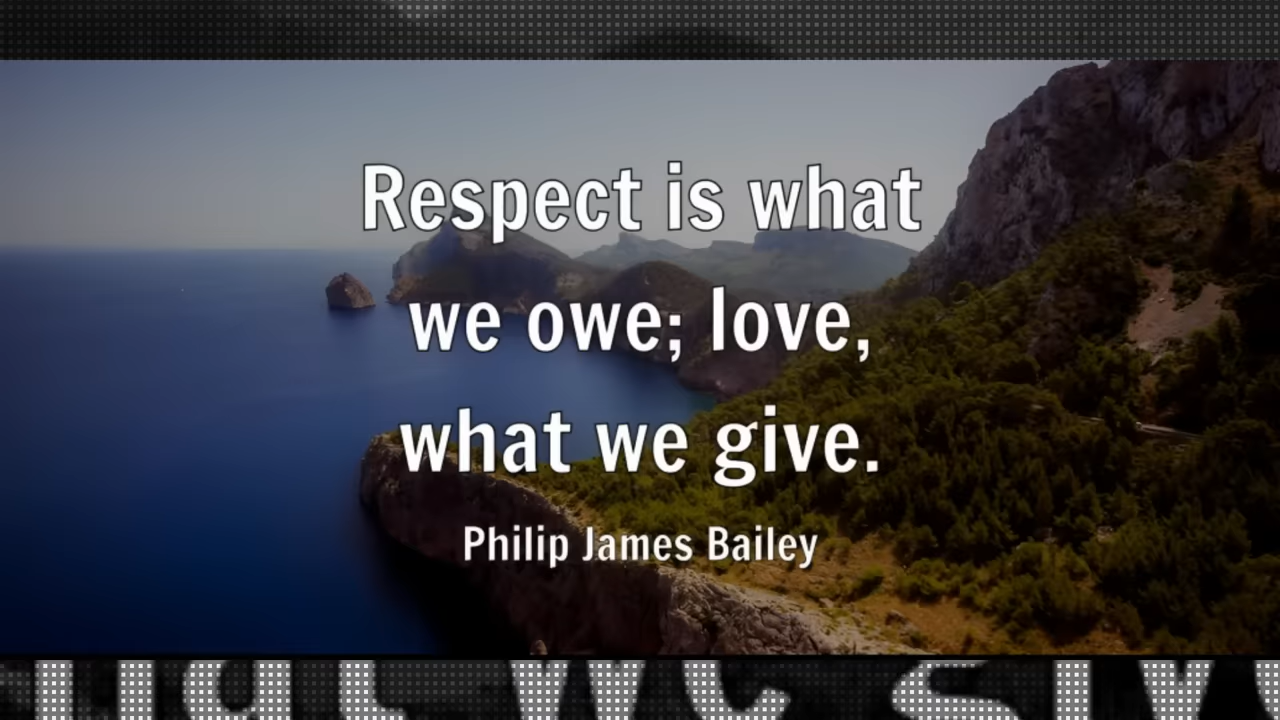 Respect is what
we owe; love,
what we give.
Philip James Bailey